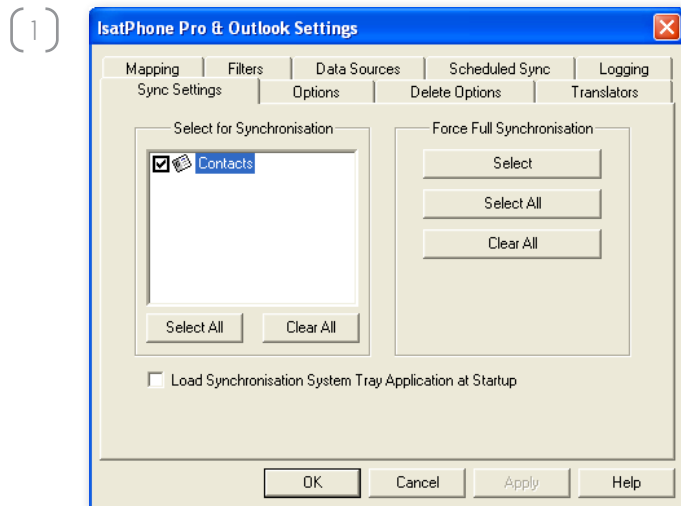 (1)
IsatPhone Pro & Outlook Settings
Mapping Filters Data Sources Scheduled Sync Logging
Sync Settings Options Delete Options Translators
Select for Synchronisation Force Full Synchronisation
Contacts Select
Select All
Clear All
Select All Clear All
Load Synchronisation System Tray Application at Startup
OK Cancel Apply Help